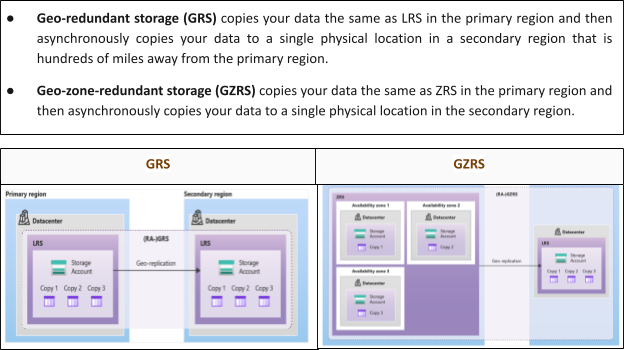 ● Geo-redundant storage (GRS) copies your data the same as LRS in the primary region and then
asynchronously copies your data to a single physical location in a secondary region that is
hundreds of miles away from the primary region.
● Geo-zone-redundant storage (GZRS) copies your data the same as ZRS in the primary region and
then asynchronously copies your data to a single physical location in the secondary region.
GRS
Primary region
Secondary region
Datacenter
Datacenter
(RA-)GRS
LRS
LRS
Storage
Account
Geo-replication
Storage
Account
Copy 1 Copy 2 Copy 3
Copy 1 Copy 2 Copy 3
GZRS
ZRS
(RA-)GZRS
Availability zone 1
Availability zone 2
Datacenter
Datacenter
Storage
Account
Storage
Account
Copy 1
Copy 2
Availability zone 3
Datacenter
Storage
Account
Copy 3
Geo-replication
Datacenter
LRS
Storage
Account
Copy 1 Copy 2 Copy 3